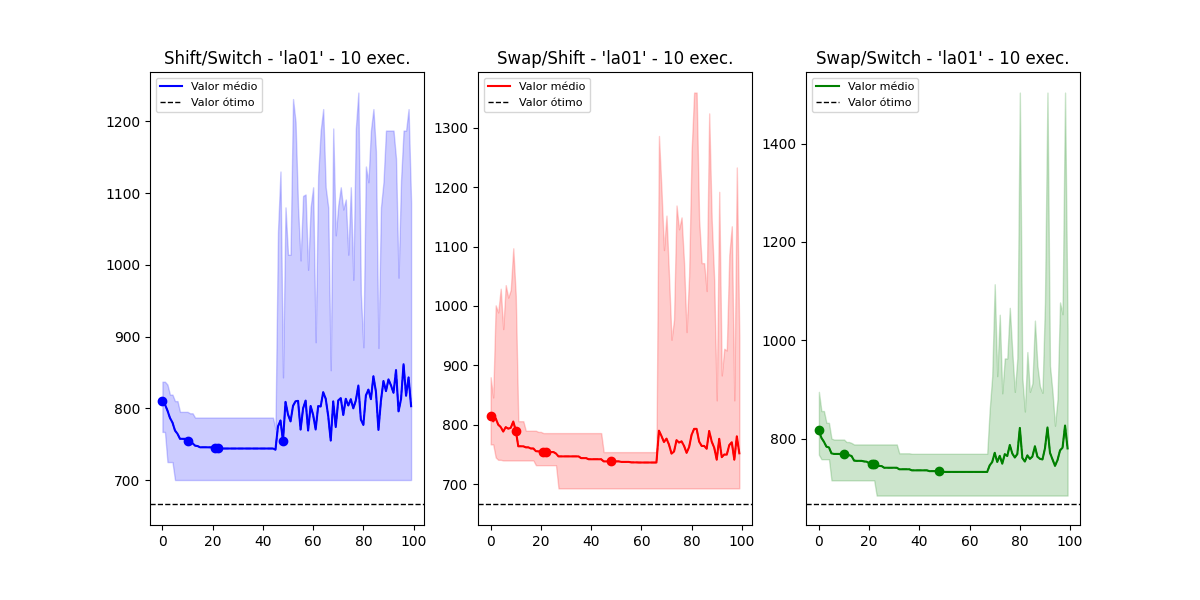 Shift/Switch - 'la01' - 10 exec.
Valor médio
Valor ótimo
1200
1100
1000
900
800
700
0 20 40 60 80 100
Swap/Shift - 'la01' - 10 exec.
Valor médio
Valor ótimo
1300
1200
1100
1000
900
800
700
0 20 40 60 80 100
Swap/Switch - 'la01' - 10 exec.
Valor médio
Valor ótimo
1400
1200
1000
800
0 20 40 60 80 100